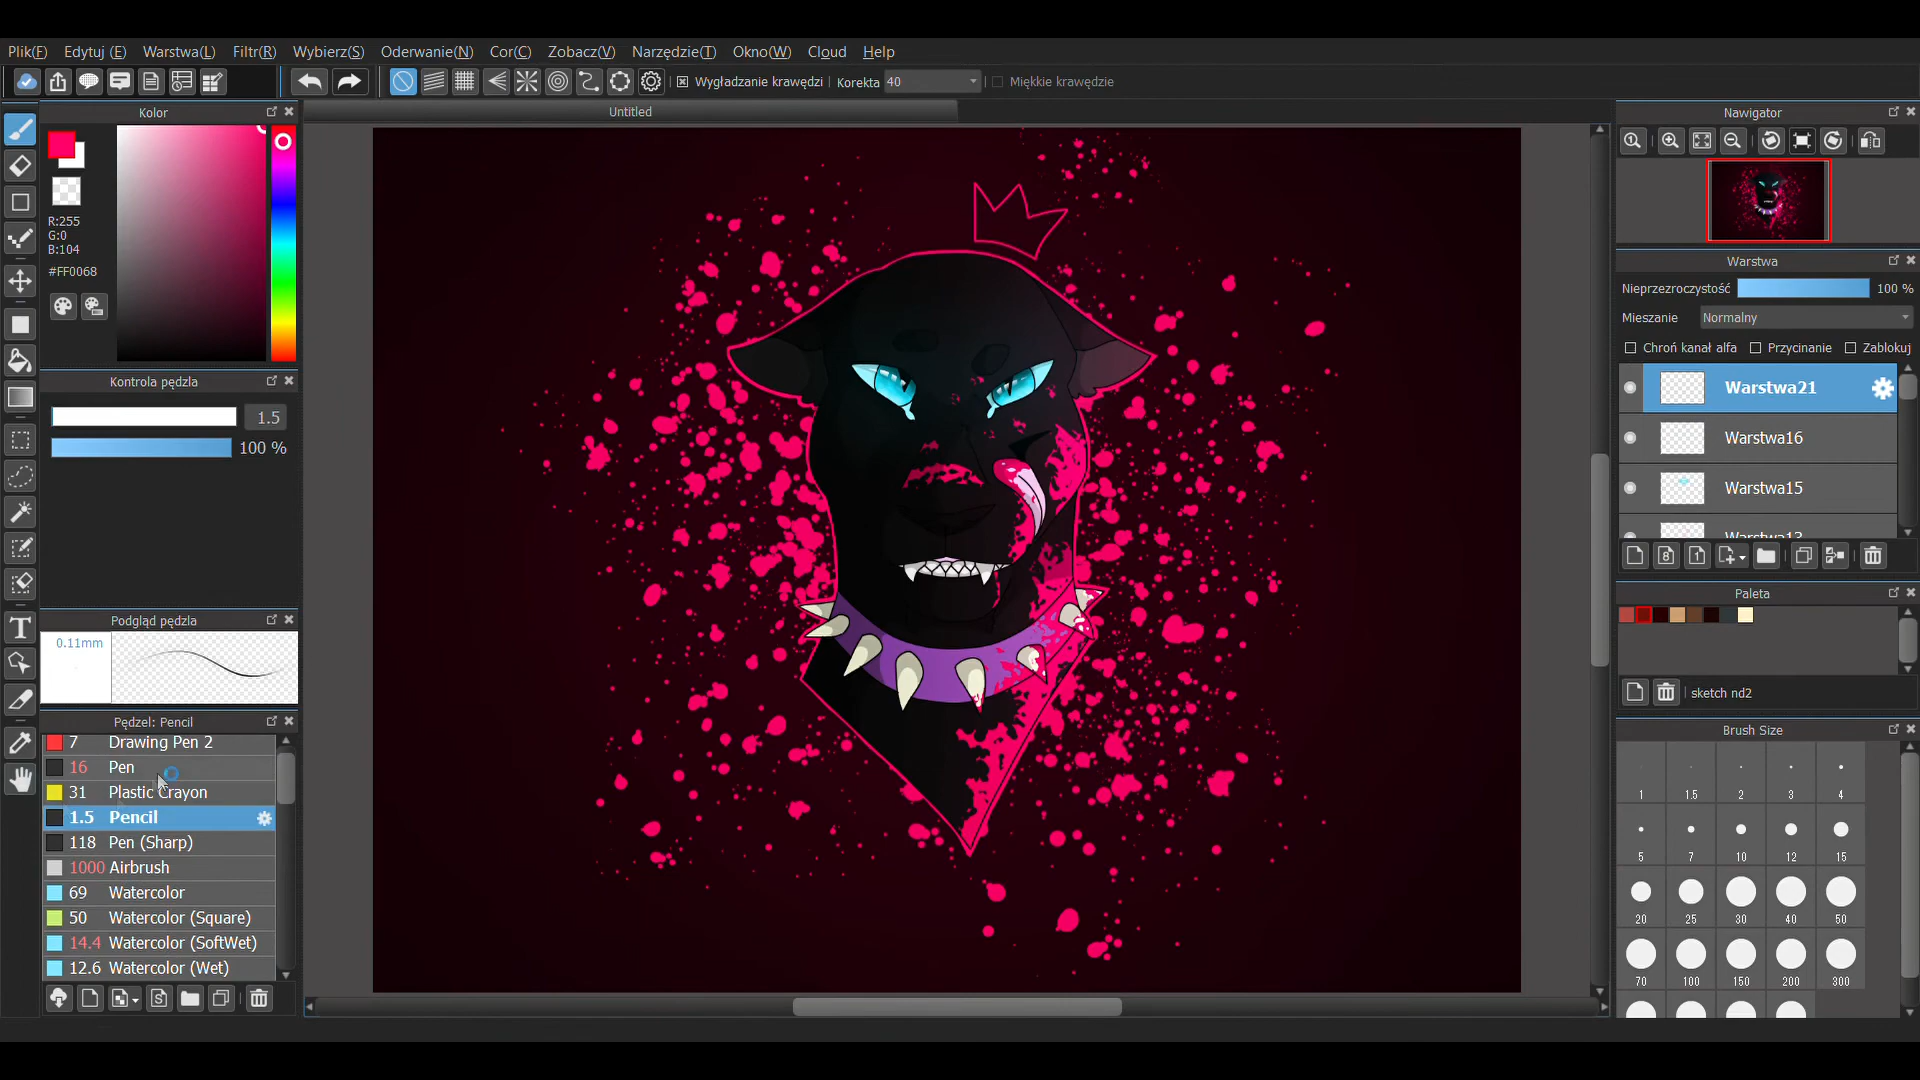 Plik(F) Edytuj (E) Warstwa(L) Filtr(R) Wybierz(S) Oderwanie(N) Cor(C) Zobacz(V) Narzędzie(T) Okno(W) Cloud Help
Wygładzanie krawędzi Korekta 40 Miękkie krawędzie
Kolor
R:255
G:0
B:104
#FF0068
Kontrola pędzla
1.5
100 %
Podgląd pędzla
0.11mm
Pędzel: Pencil
7 Drawing Pen 2
16 Pen
31 Plastic Crayon
1.5 Pencil
118 Pen (Sharp)
1000 Airbrush
69 Watercolor
50 Watercolor (Square)
14.4 Watercolor (SoftWet)
12.6 Watercolor (Wet)
Untitled
Nawigator
Warstwa
Nieprzezroczystość 100 %
Mieszanie Normalny
Chroń kanał alfa Przycinanie Zablokuj
Warstwa21
Warstwa16
Warstwa15
Warstwa13
Paleta
sketch nd2
Brush Size
1 1.5 2 3 4
5 7 10 12 15
20 25 30 40 50
70 100 150 200 300